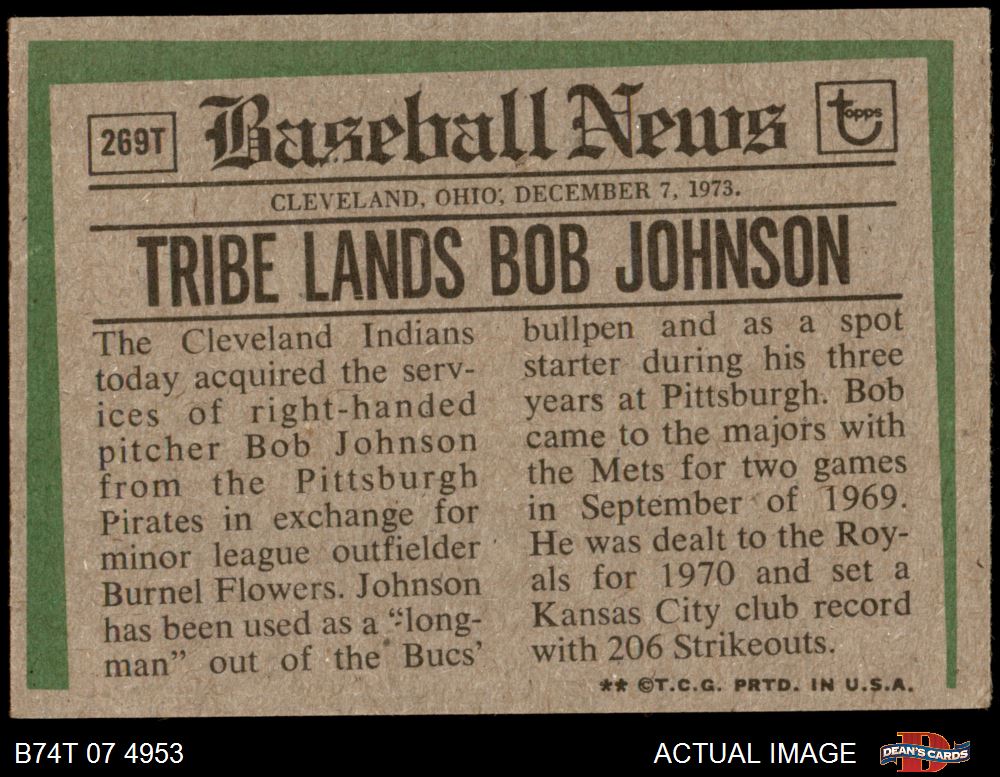 269T
Baseball News
topps
CLEVELAND, OHIO, DECEMBER 7, 1973.
TRIBE LANDS BOB JOHNSON
The Cleveland Indians
today acquired the serv-
ices of right-handed
pitcher Bob Johnson
from the Pittsburgh
Pirates in exchange for
minor league outfielder
Burnel Flowers. Johnson
has been used as a "long-
man" out of the Bucs'
bullpen and as a spot
starter during his three
years at Pittsburgh. Bob
came to the majors with
the Mets for two games
in September of 1969.
He was dealt to the Roy-
als for 1970 and set a
Kansas City club record
with 206 Strikeouts.
** ©T.C.G. PRTD. IN U.S.A.
B74T 07 4953
ACTUAL IMAGE
DEAN'S CARDS